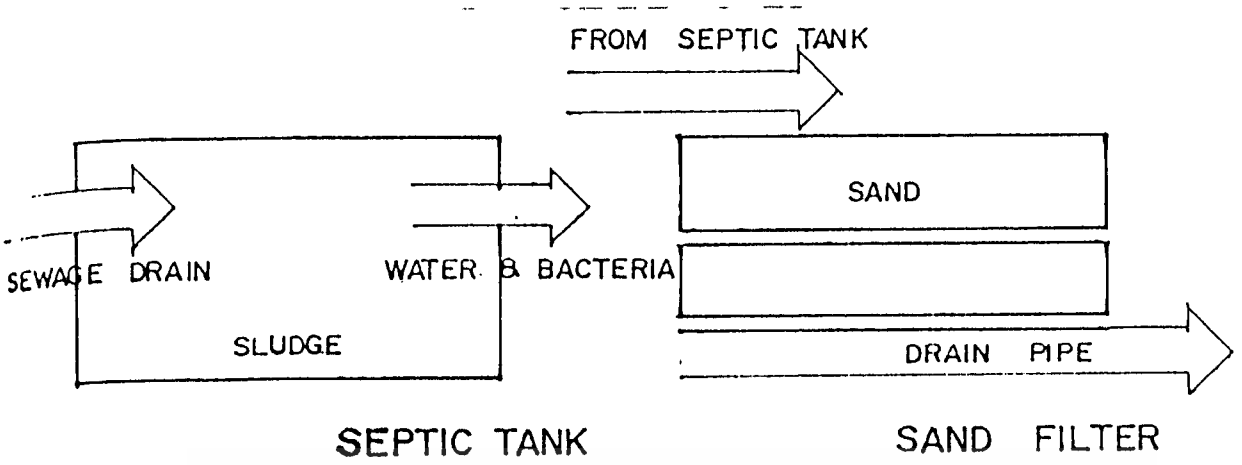 FROM SEPTIC TANK
SAND
SEWAGE DRAIN
WATER & BACTERIA
SLUDGE
DRAIN PIPE
SEPTIC TANK
SAND FILTER